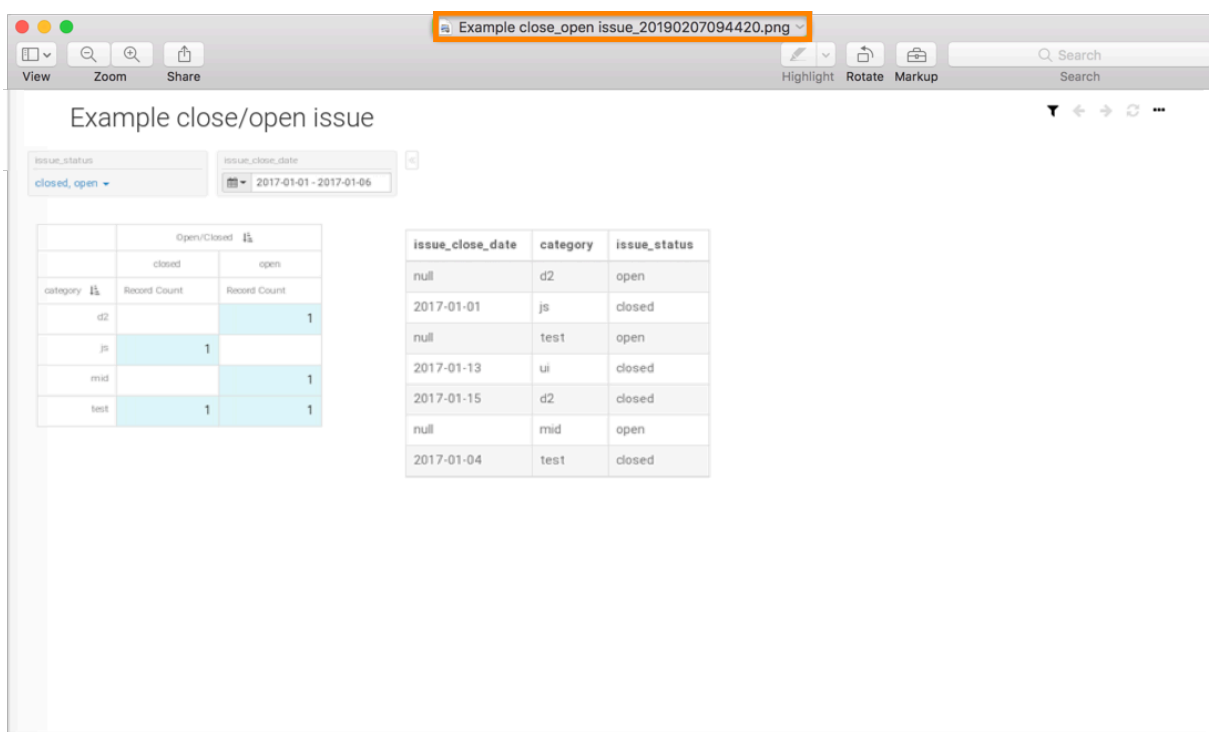 Example close_open issue_20190207094420.png
Search
View Zoom Share Highlight Rotate Markup Search
Example close/open issue
issue_status issue_close_date
closed, open 2017-01-01 - 2017-01-06
Open/Closed
closed open
category Record Count Record Count
d2 1
js 1
mid 1
test 1 1
issue_close_date category issue_status
null d2 open
2017-01-01 js closed
null test open
2017-01-13 ui closed
2017-01-15 d2 closed
null mid open
2017-01-04 test closed